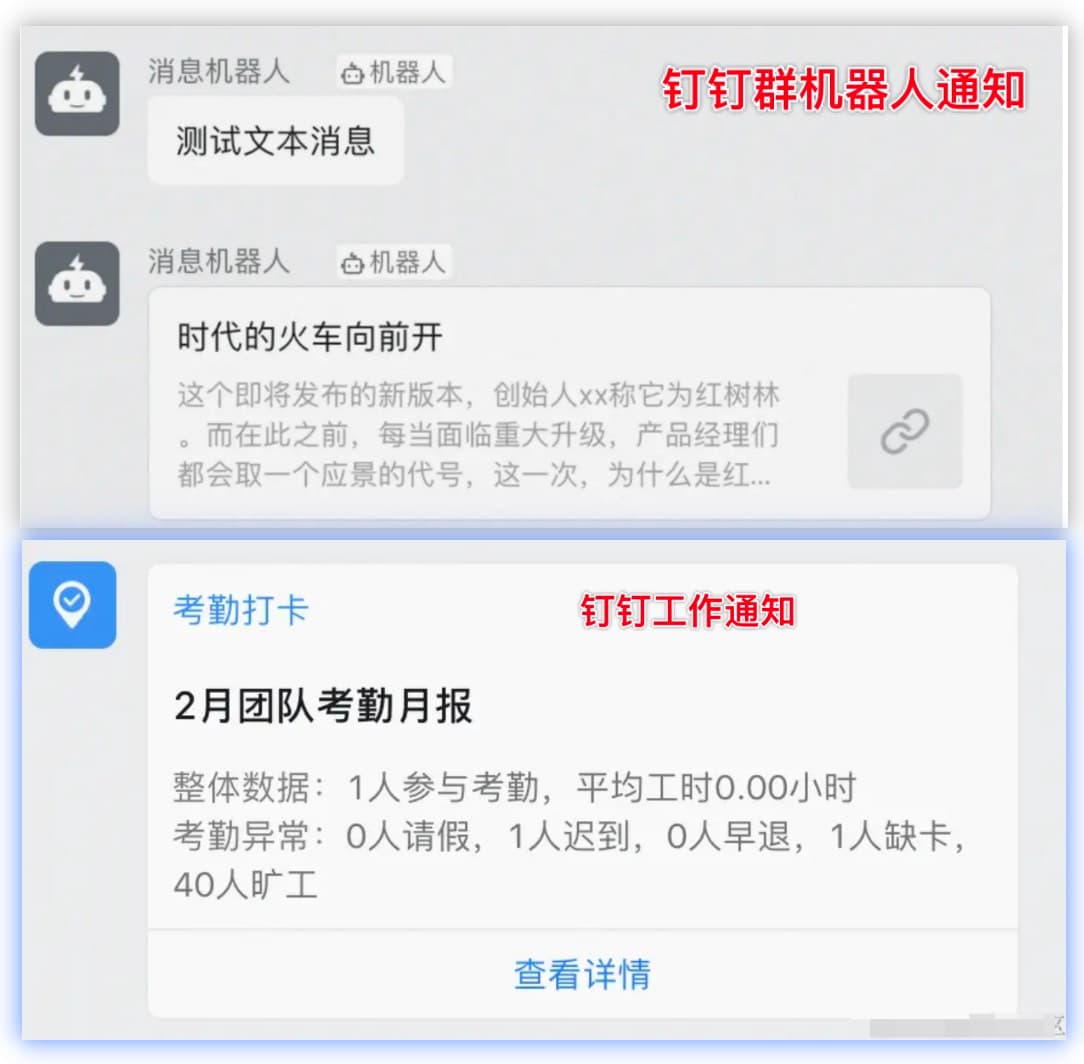 消息机器人 机器人
钉钉群机器人通知
测试文本消息
消息机器人 机器人
时代的火车向前开
这个即将发布的新版本，创始人xx称它为红树林
。而在此之前，每当面临重大升级，产品经理们
都会取一个应景的代号，这一次，为什么是红...
考勤打卡
钉钉工作通知
2月团队考勤月报
整体数据：1人参与考勤，平均工时0.00小时
考勤异常：0人请假，1人迟到，0人早退，1人缺卡，
40人旷工
查看详情